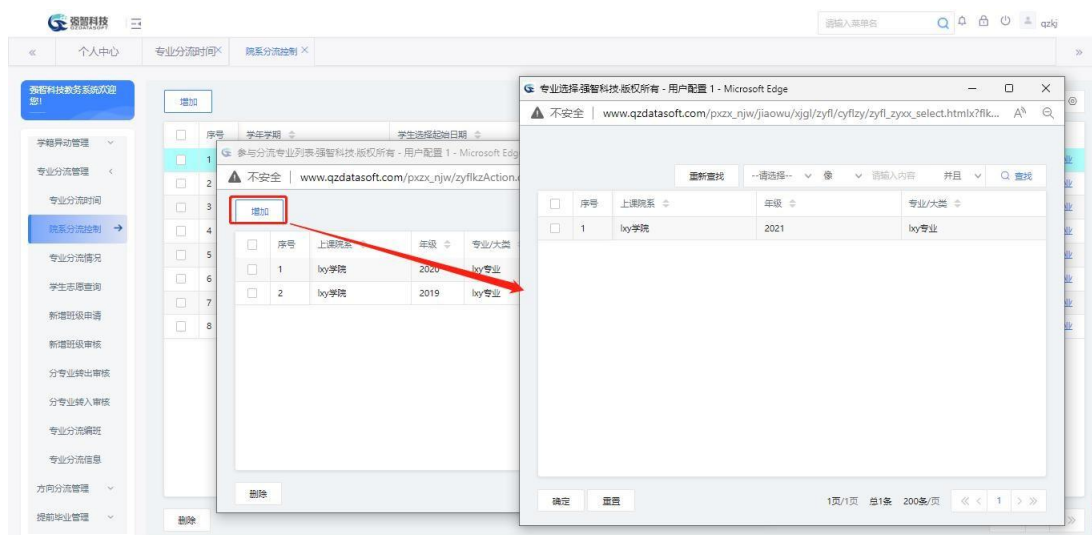 强智科技
QZDATASOFT
请输入菜单名
qzkj
个人中心
专业分流时间×
院系分流控制×
强智科技教务系统欢迎您!
学籍异动管理
专业分流管理
专业分流时间
院系分流控制
专业分流情况
学生志愿查询
新增班级申请
新增班级审核
分专业转出审核
分专业转入审核
专业分流编班
专业分流信息
方向分流管理
提前毕业管理
增加
序号 学年学期 学生选择起始日期
1
2
3
4
5
6
7
8
删除
参与分流专业列表-强智科技·版权所有 - 用户配置 1 - Microsoft Edg
不安全 | www.qzdatasoft.com/pxzx_njw/zyflkzAction.
增加
序号 上课院系 年级 专业/大类
1 lxy学院 2020 lxy专业
2 lxy学院 2019 lxy专业
删除
专业选择-强智科技·版权所有 - 用户配置 1 - Microsoft Edge
不安全 | www.qzdatasoft.com/pxzx_njw/jiaowu/xjgl/zyfl/cyflzy/zyfl_zyxx_select.htmlx?flk...
重新查找 --请选择-- 像 请输入内容 并且 查找
序号 上课院系 年级 专业/大类
1 lxy学院 2021 lxy专业
确定 重置 1页/1页 总1条 200条/页 1